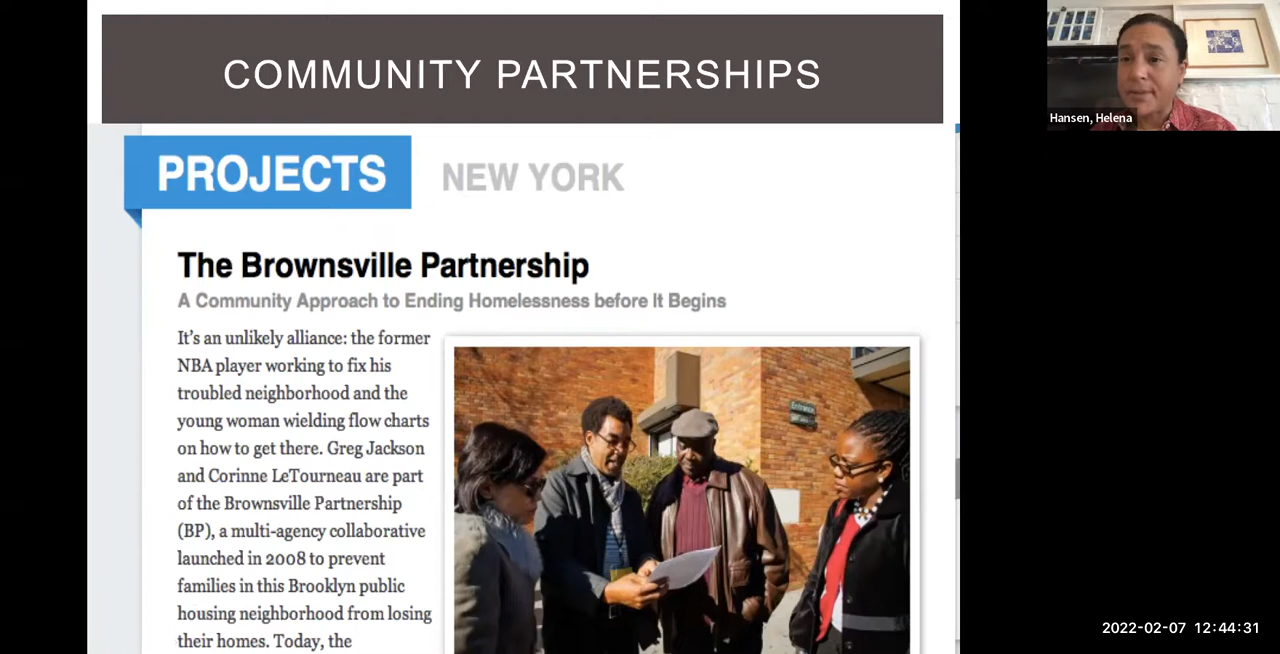 COMMUNITY PARTNERSHIPS
PROJECTS NEW YORK
The Brownsville Partnership
A Community Approach to Ending Homelessness before It Begins
It's an unlikely alliance: the former
NBA player working to fix his
troubled neighborhood and the
young woman wielding flow charts
on how to get there. Greg Jackson
and Corinne LeTourneau are part
of the Brownsville Partnership
(BP), a multi-agency collaborative
launched in 2008 to prevent
families in this Brooklyn public
housing neighborhood from losing
their homes. Today, the
Entrance
Hansen, Helena
2022-02-07 12:44:31